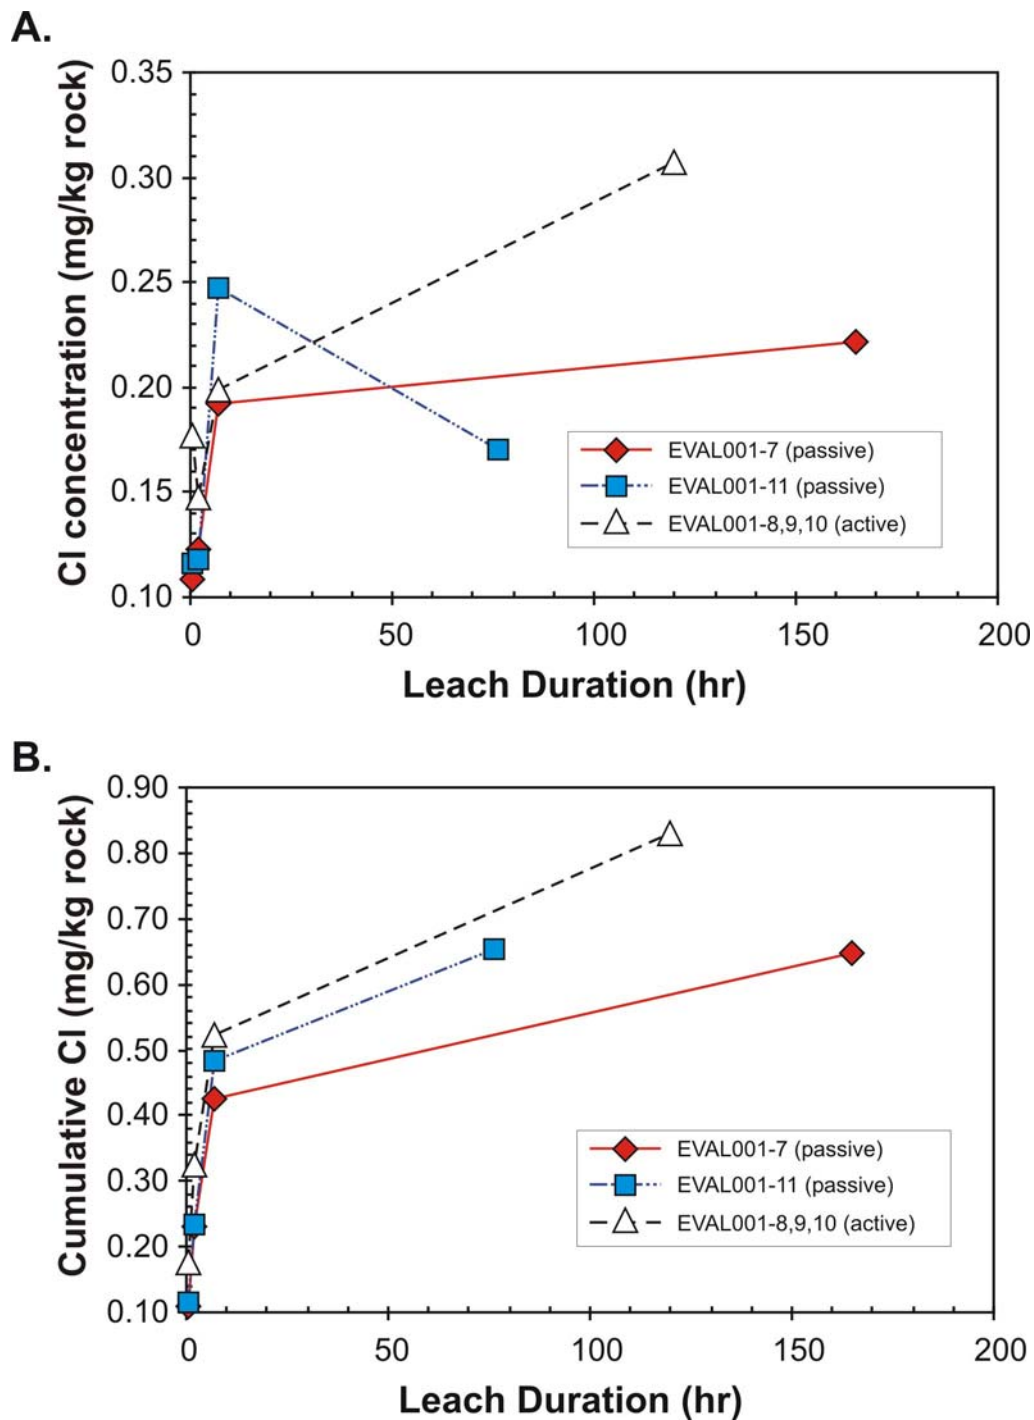 A.
Cl concentration (mg/kg rock)
0.35
0.30
0.25
0.20
0.15
0.10
EVAL001-7 (passive)
EVAL001-11 (passive)
EVAL001-8,9,10 (active)
0 50 100 150 200
Leach Duration (hr)
B.
Cumulative Cl (mg/kg rock)
0.90
0.80
0.70
0.60
0.50
0.40
0.30
0.20
0.10
EVAL001-7 (passive)
EVAL001-11 (passive)
EVAL001-8,9,10 (active)
0 50 100 150 200
Leach Duration (hr)